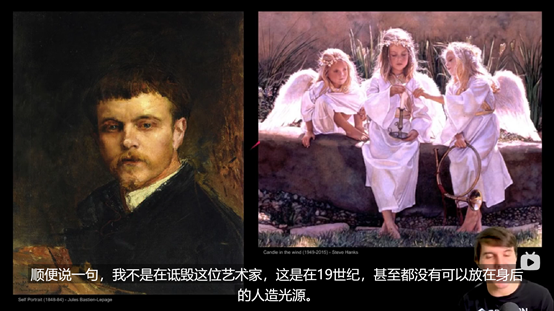 Candle in the wind (1949-2015) - Steve Hanks
顺便说一句，我不是在诋毁这位艺术家，这是在19世纪，甚至都没有可以放在身后
的人造光源。
Self Portrait (1848-84) - Jules Bastien-Lepage